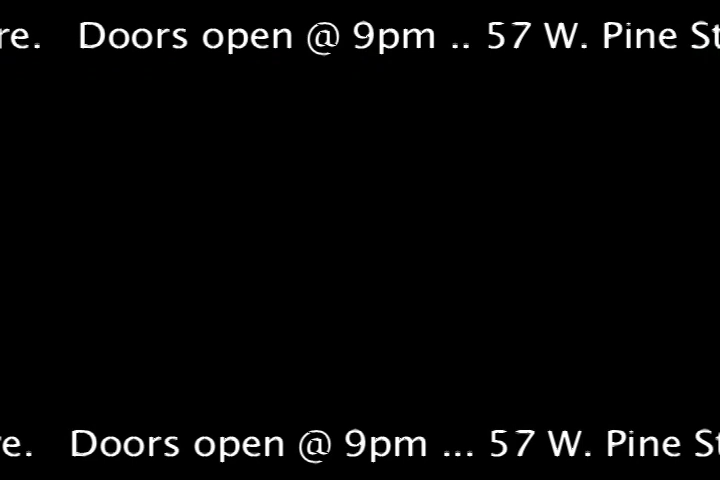 re. Doors open @ 9pm .. 57 W. Pine St
re. Doors open @ 9pm ... 57 W. Pine St